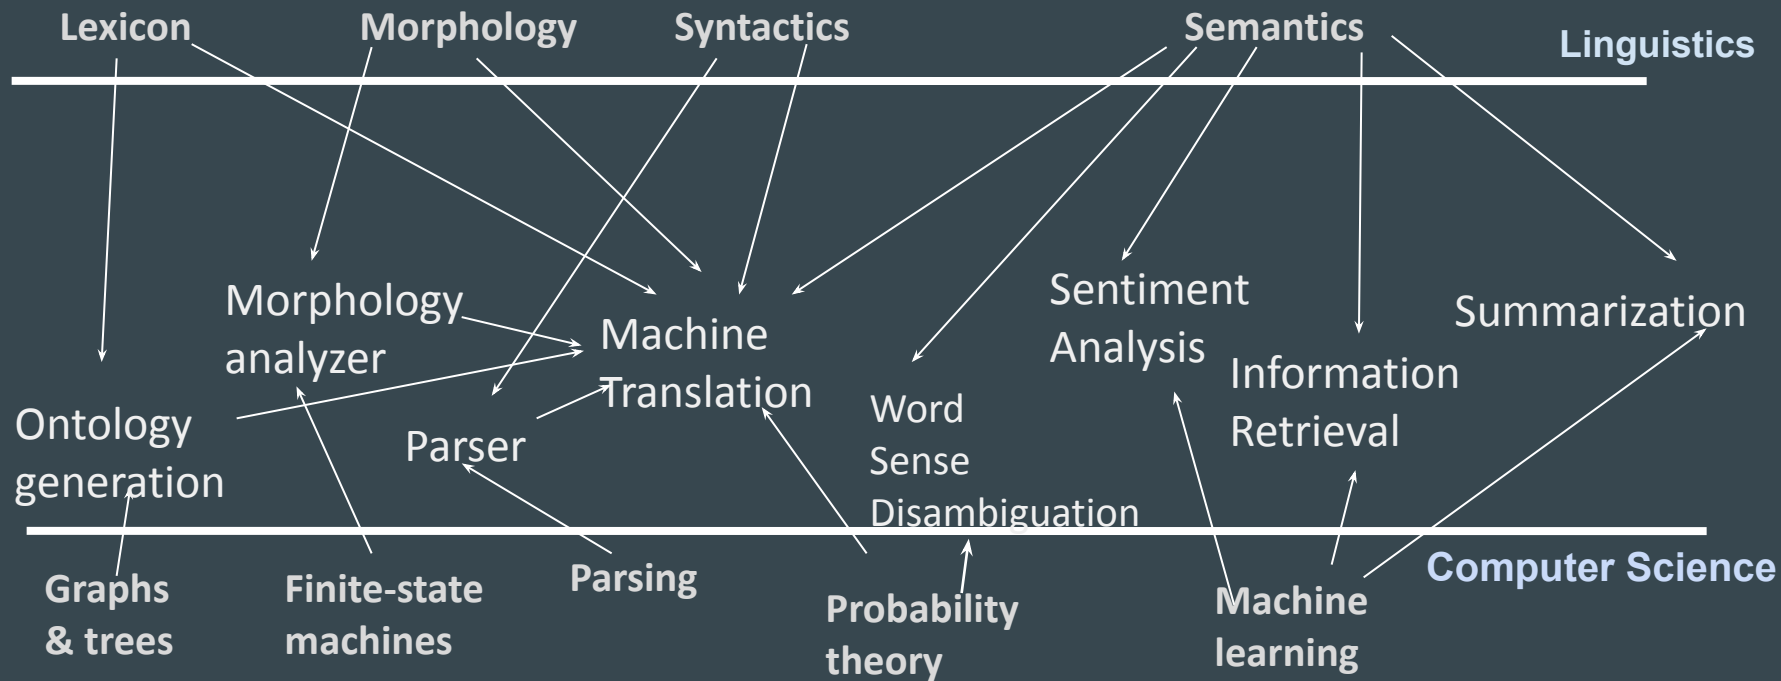 Lexicon
Morphology
Syntactics
Semantics
Linguistics
Morphology
analyzer
Machine
Translation
Sentiment
Analysis
Summarization
Information
Retrieval
Ontology
generation
Parser
Word
Sense
Disambiguation
Computer Science
Graphs
& trees
Finite-state
machines
Parsing
Probability
theory
Machine
learning